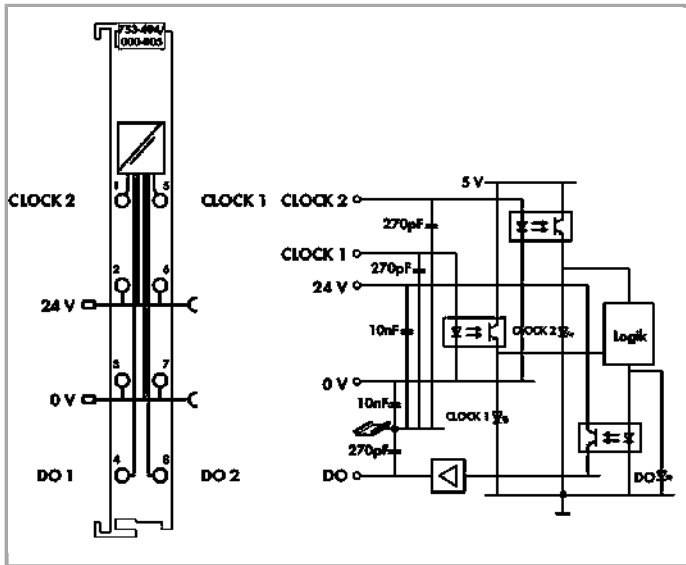 753-404/
000-005
1
5
CLOCK 2
CLOCK 1
2
6
24 V
3
7
0 V
4
8
DO 1
DO 2
5 V
CLOCK 2
270pF
CLOCK 1
270pF
24 V
10nF
CLOCK 2
Logik
0 V
10nF
CLOCK 1
270pF
DO
DO